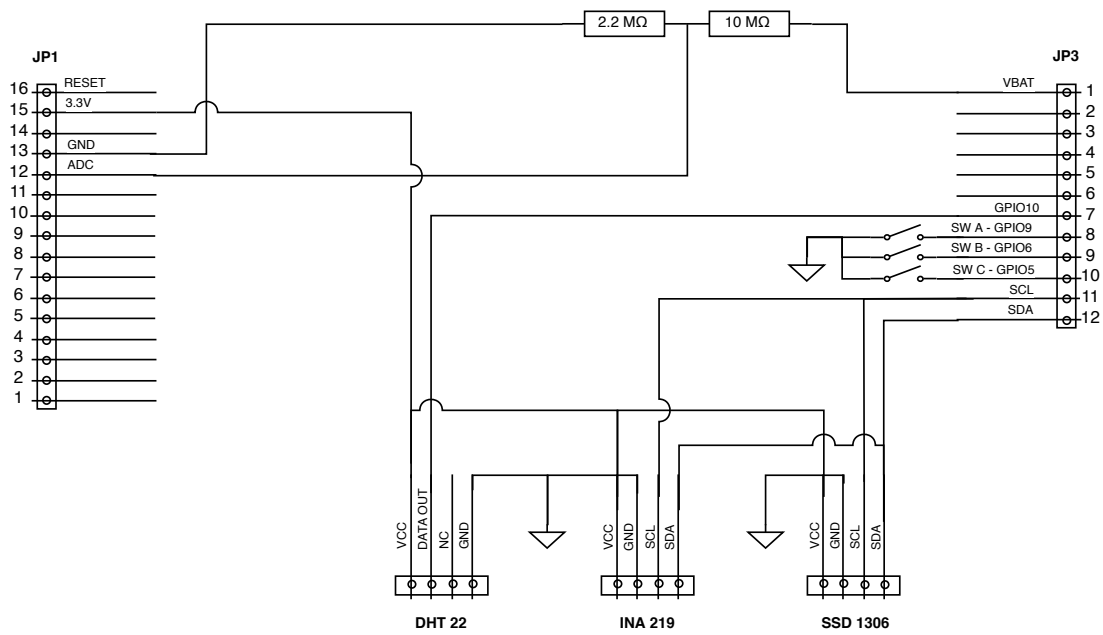 2.2 MΩ
10 MΩ
JP1
JP3
16
RESET
15
3.3V
14
13
GND
12
ADC
11
10
9
8
7
6
5
4
3
2
1
VBAT
1
2
3
4
5
6
GPIO10
7
SW A - GPIO9
8
SW B - GPIO6
9
SW C - GPIO5
10
SCL
11
SDA
12
VCC
DATA OUT
NC
GND
VCC
GND
SCL
SDA
VCC
GND
SCL
SDA
DHT 22
INA 219
SSD 1306